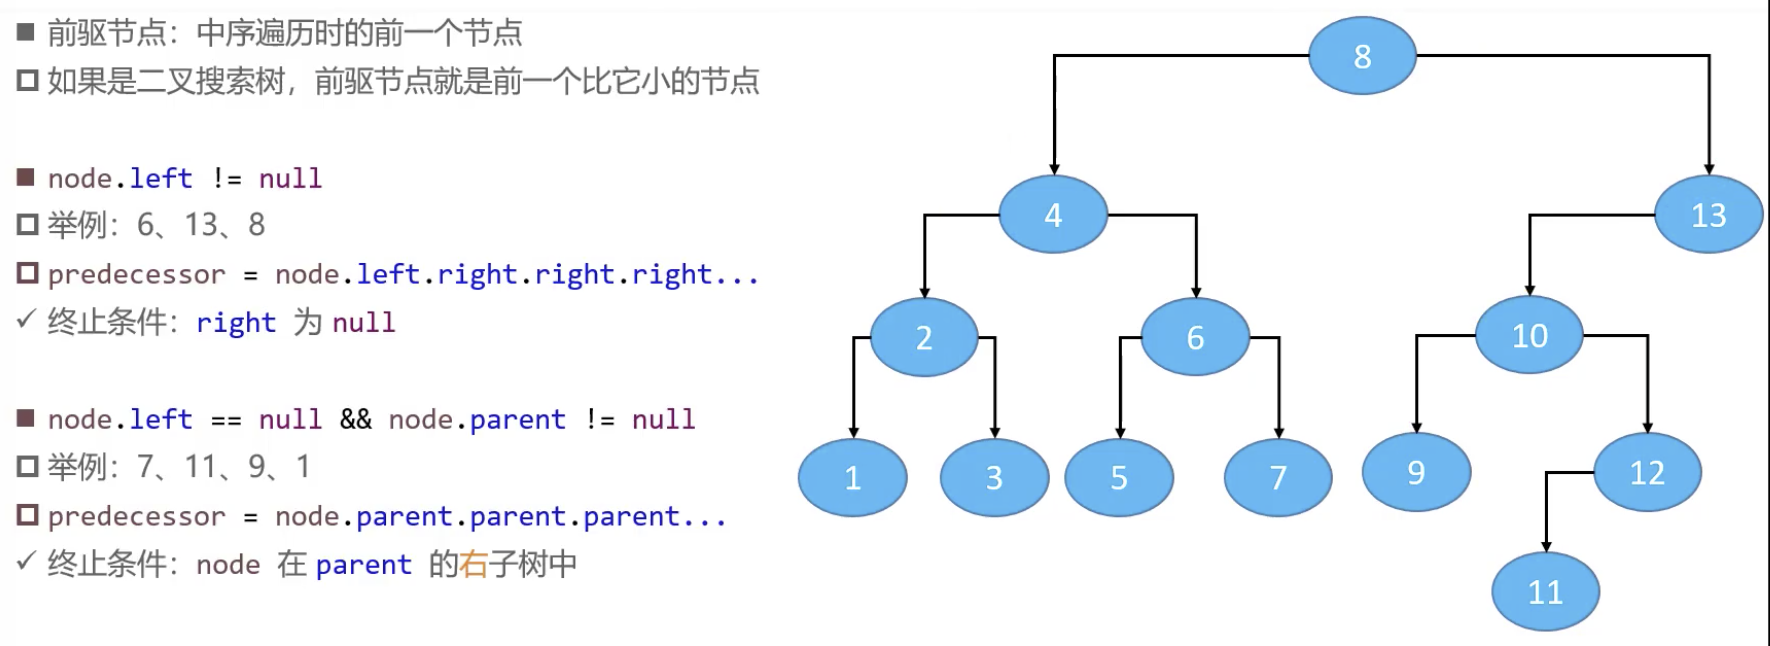 前驱节点：中序遍历时的前一个节点
如果是二叉搜索树，前驱节点就是前一个比它小的节点
node.left != null
举例：6、13、8
predecessor = node.left.right.right.right...
终止条件：right 为 null
node.left == null && node.parent != null
举例：7、11、9、1
predecessor = node.parent.parent.parent...
终止条件：node 在 parent 的右子树中
8
4
13
2
6
10
1
3
5
7
9
12
11